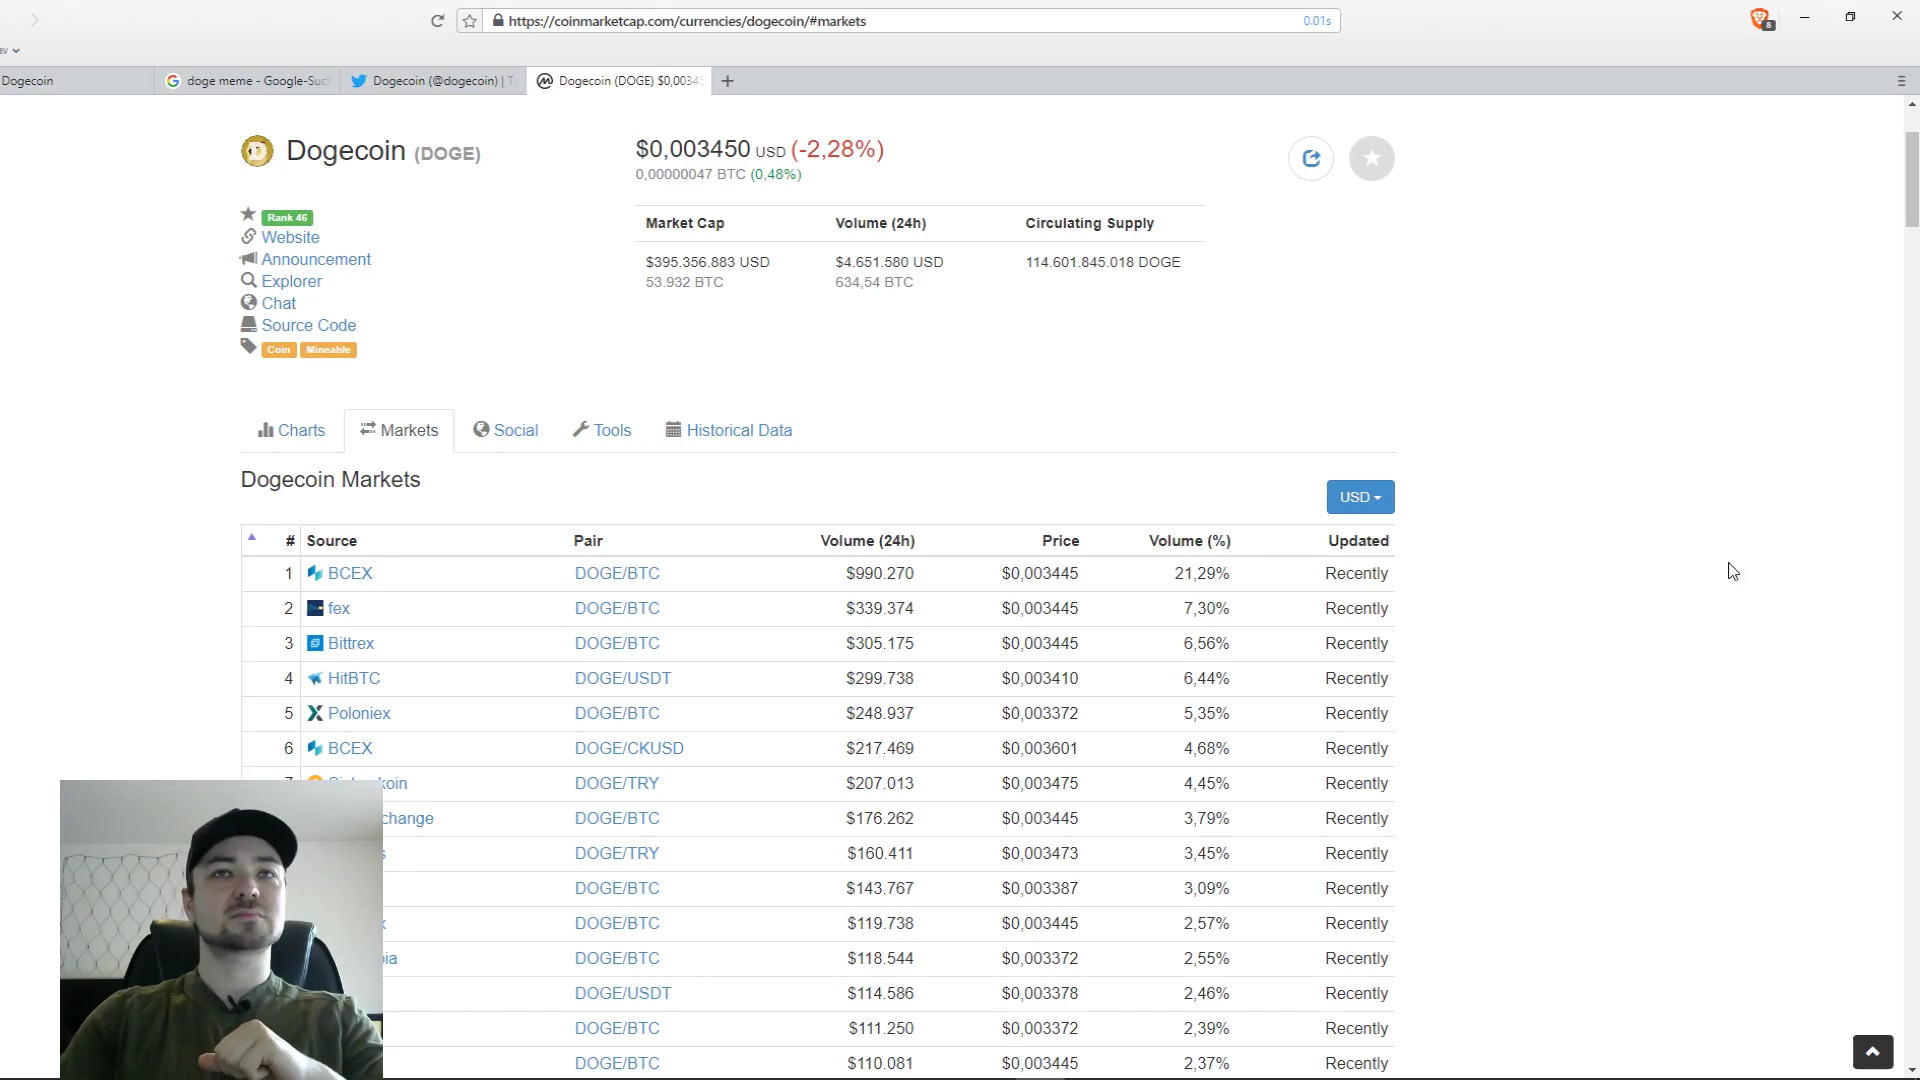 https://coinmarketcap.com/currencies/dogecoin/#markets 0.01s
8
Dogecoin
doge meme - Google-Suc
Dogecoin (@dogecoin) | T
Dogecoin (DOGE) $0,0034
Dogecoin (DOGE)
$0,003450 USD (-2,28%)
0,00000047 BTC (0,48%)
Rank 46
Website
Announcement
Explorer
Chat
Source Code
Coin Mineable
Market Cap Volume (24h) Circulating Supply
$395.356.883 USD $4.651.580 USD 114.601.845.018 DOGE
53.932 BTC 634,54 BTC
Charts Markets Social Tools Historical Data
Dogecoin Markets
USD
# Source Pair Volume (24h) Price Volume (%) Updated
1 BCEX DOGE/BTC $990.270 $0,003445 21,29% Recently
2 fex DOGE/BTC $339.374 $0,003445 7,30% Recently
3 Bittrex DOGE/BTC $305.175 $0,003445 6,56% Recently
4 HitBTC DOGE/USDT $299.738 $0,003410 6,44% Recently
5 Poloniex DOGE/BTC $248.937 $0,003372 5,35% Recently
6 BCEX DOGE/CKUSD $217.469 $0,003601 4,68% Recently
DOGE/TRY $207.013 $0,003475 4,45% Recently
change DOGE/BTC $176.262 $0,003445 3,79% Recently
DOGE/TRY $160.411 $0,003473 3,45% Recently
DOGE/BTC $143.767 $0,003387 3,09% Recently
DOGE/BTC $119.738 $0,003445 2,57% Recently
DOGE/BTC $118.544 $0,003372 2,55% Recently
DOGE/USDT $114.586 $0,003378 2,46% Recently
DOGE/BTC $111.250 $0,003372 2,39% Recently
DOGE/BTC $110.081 $0,003445 2,37% Recently